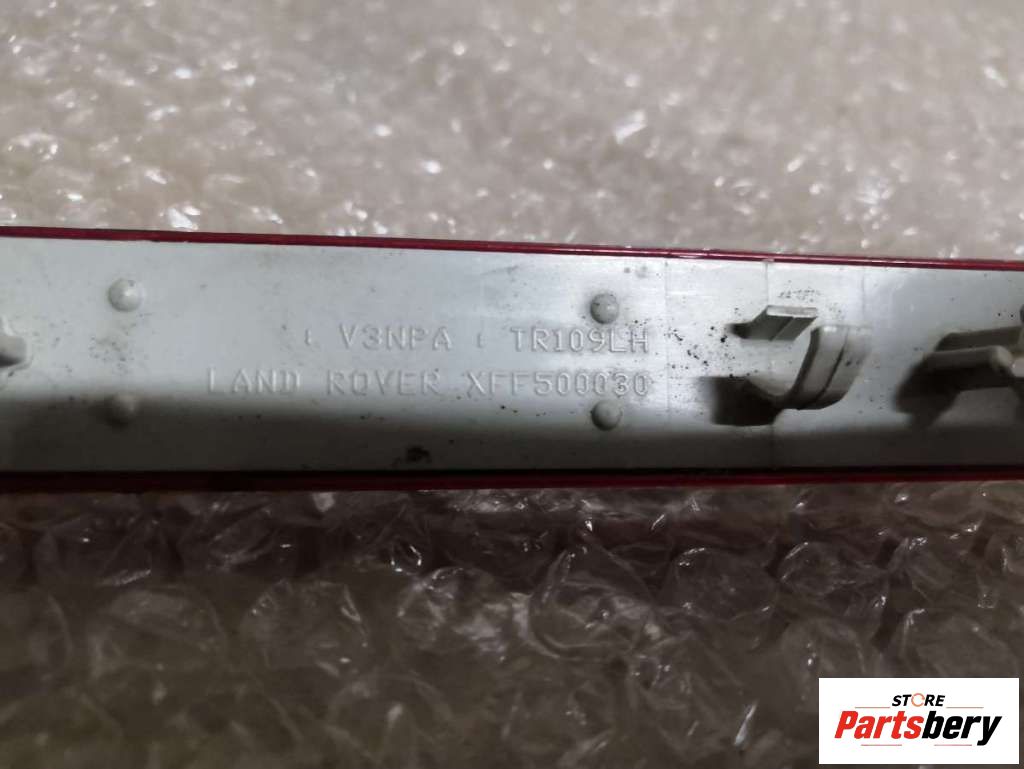 V3NPA TR109LH
LAND ROVER XFF500030
STORE
Partsbery